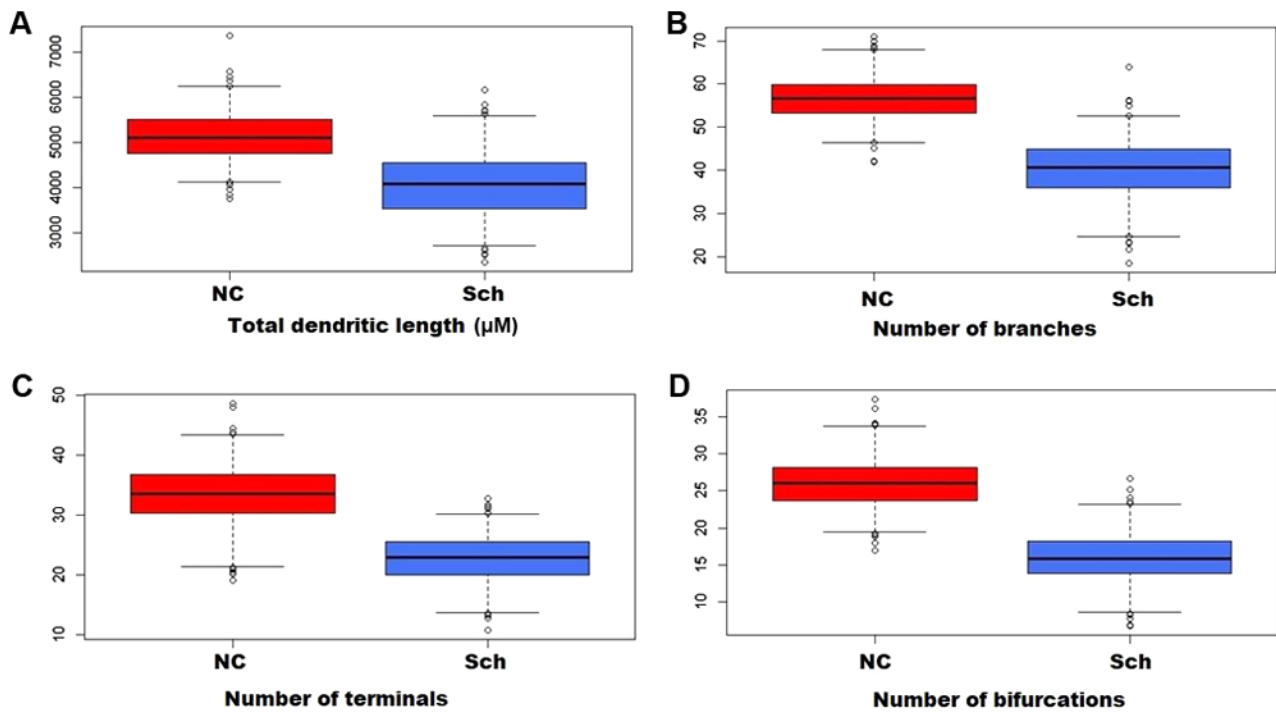 A
7000
6000
5000
4000
3000
NC Sch
Total dendritic length (µM)
B
70
60
50
40
30
20
NC Sch
Number of branches
C
50
40
30
20
10
NC Sch
Number of terminals
D
35
30
25
20
15
10
NC Sch
Number of bifurcations